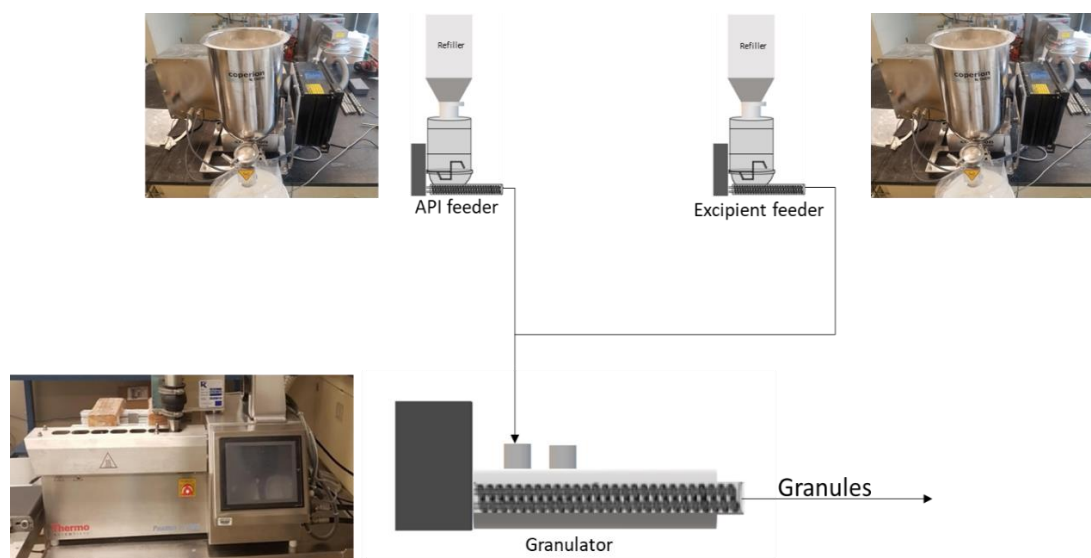 coperion
Refiller
Refiller
coperion
API feeder
Excipient feeder
Thermo
Granules
Granulator